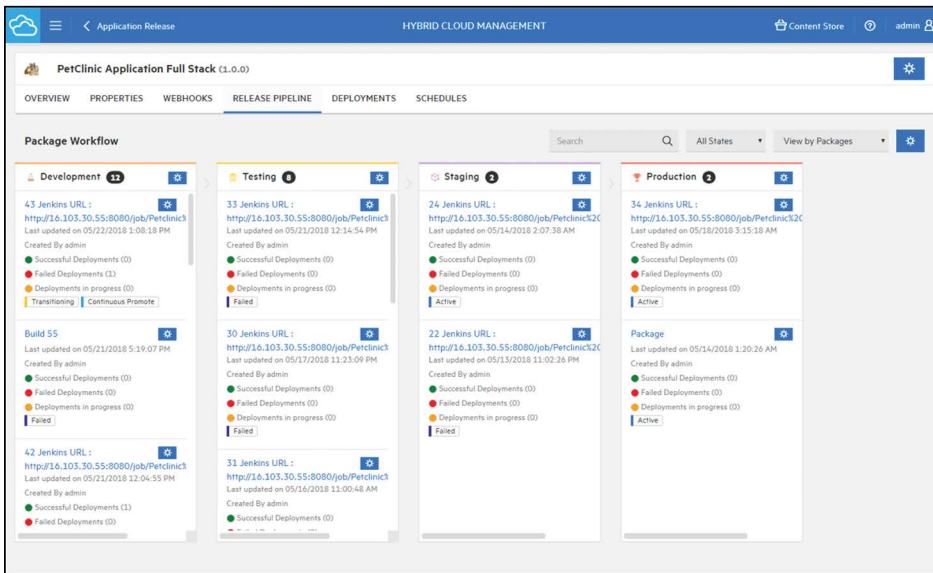 Application Release
HYBRID CLOUD MANAGEMENT
Content Store
admin
PetClinic Application Full Stack (1.0.0)
OVERVIEW PROPERTIES WEBHOOKS RELEASE PIPELINE DEPLOYMENTS SCHEDULES
Package Workflow
Search
All States
View by Packages
Development 12
43 Jenkins URL :
http://16.103.30.55:8080/job/Petclinic%
Last updated on 05/22/2018 1:08:18 PM
Created By admin
Successful Deployments (0)
Failed Deployments (1)
Deployments in progress (0)
Transitioning Continuous Promote
Build 55
Last updated on 05/21/2018 5:19:07 PM
Created By admin
Successful Deployments (0)
Failed Deployments (0)
Deployments in progress (0)
Failed
42 Jenkins URL :
http://16.103.30.55:8080/job/Petclinic%
Last updated on 05/21/2018 12:04:55 PM
Created By admin
Successful Deployments (1)
Failed Deployments (0)
Testing 8
33 Jenkins URL :
http://16.103.30.55:8080/job/Petclinic%
Last updated on 05/21/2018 12:14:54 PM
Created By admin
Successful Deployments (0)
Failed Deployments (0)
Deployments in progress (0)
Failed
30 Jenkins URL :
http://16.103.30.55:8080/job/Petclinic%
Last updated on 05/17/2018 11:23:09 PM
Created By admin
Successful Deployments (0)
Failed Deployments (0)
Deployments in progress (0)
Failed
31 Jenkins URL :
http://16.103.30.55:8080/job/Petclinic%
Last updated on 05/16/2018 11:00:48 AM
Created By admin
Successful Deployments (0)
Staging 2
24 Jenkins URL :
http://16.103.30.55:8080/job/Petclinic%20
Last updated on 05/14/2018 2:07:38 AM
Created By admin
Successful Deployments (0)
Failed Deployments (0)
Deployments in progress (0)
Active
22 Jenkins URL :
http://16.103.30.55:8080/job/Petclinic%20
Last updated on 05/13/2018 11:02:26 PM
Created By admin
Successful Deployments (0)
Failed Deployments (0)
Deployments in progress (0)
Failed
Production 2
34 Jenkins URL :
http://16.103.30.55:8080/job/Petclinic%20
Last updated on 05/18/2018 3:15:18 AM
Created By admin
Successful Deployments (0)
Failed Deployments (0)
Deployments in progress (0)
Active
Package
Last updated on 05/14/2018 1:20:26 AM
Created By admin
Successful Deployments (0)
Failed Deployments (0)
Deployments in progress (0)
Active